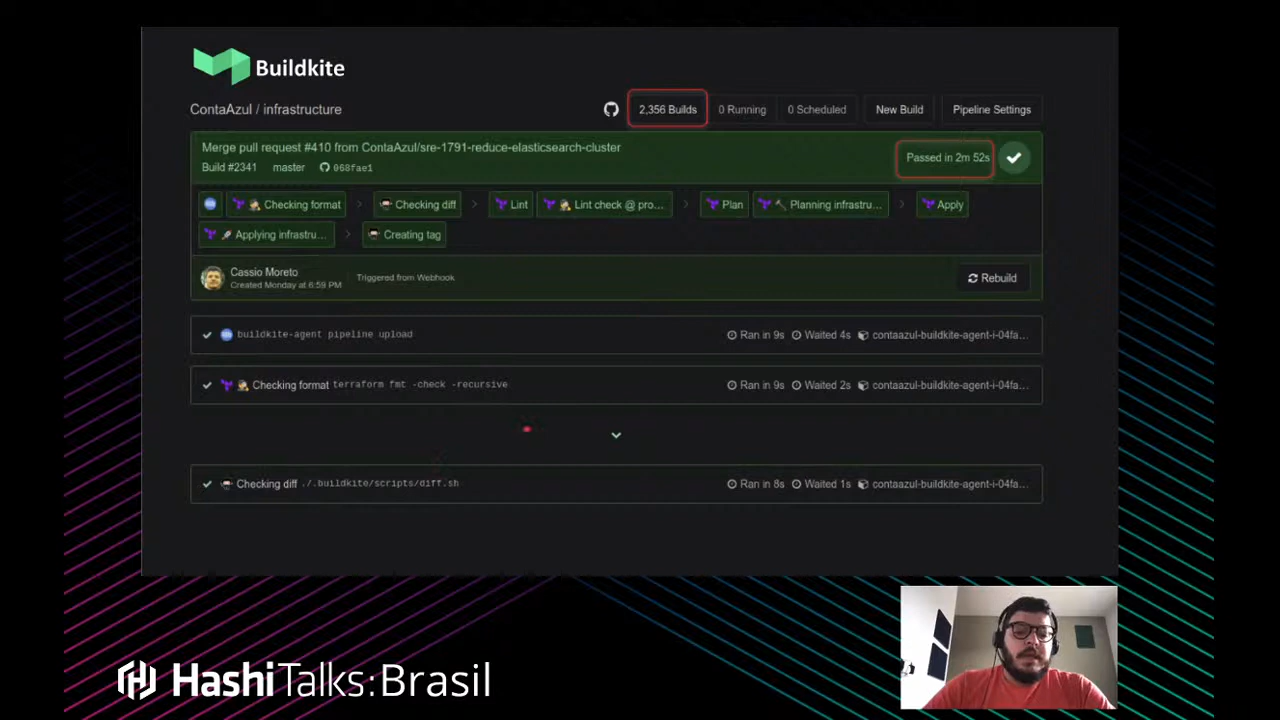 Buildkite
ContaAzul / infrastructure
2,356 Builds 0 Running 0 Scheduled New Build Pipeline Settings
Merge pull request #410 from ContaAzul/sre-1791-reduce-elasticsearch-cluster
Build #2341 master 068fae1
Passed in 2m 52s
Checking format Checking diff Lint Lint check @ pro... Plan Planning infrastru... Apply
Applying infrastru... Creating tag
Cassio Moreto
Created Monday at 6:59 PM
Triggered from Webhook
Rebuild
buildkite-agent pipeline upload Ran in 9s Waited 4s contaazul-buildkite-agent-i-04fa...
Checking format terraform fmt -check -recursive Ran in 9s Waited 2s contaazul-buildkite-agent-i-04fa...
Checking diff ./.buildkite/scripts/diff.sh Ran in 8s Waited 1s contaazul-buildkite-agent-i-04fa...
HashiTalks:Brasil